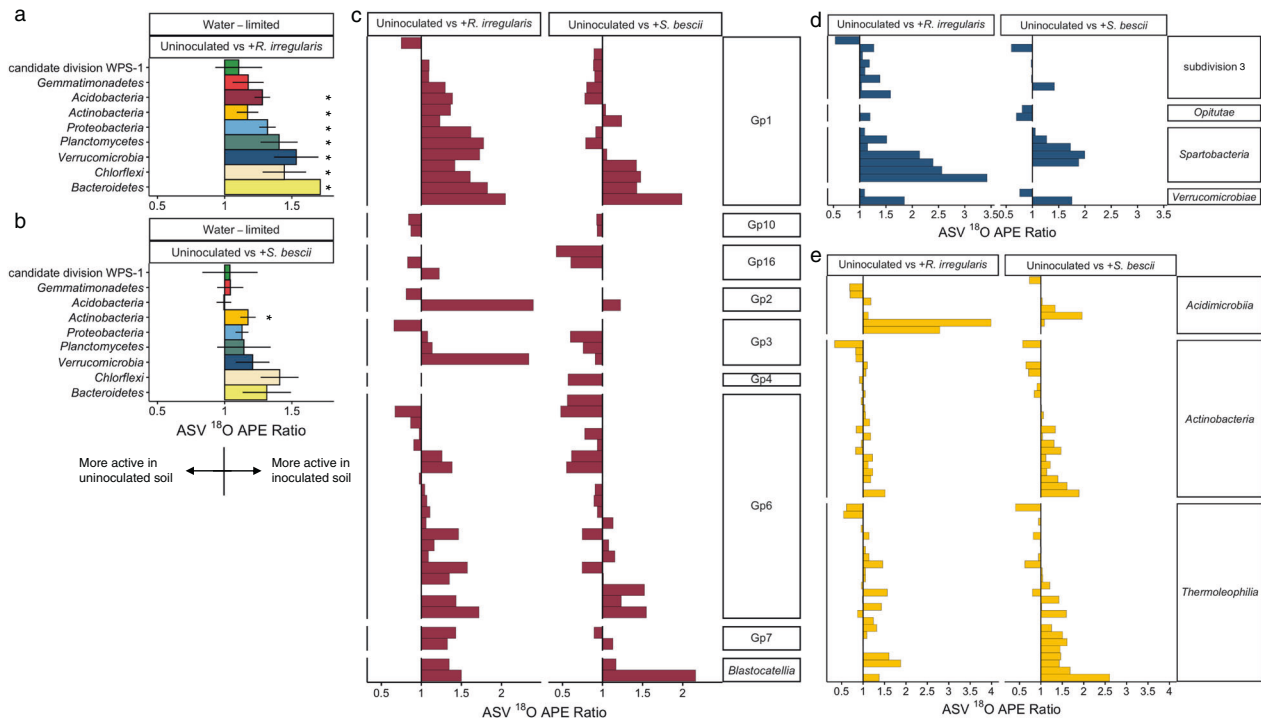 a
Water – limited
Uninoculated vs +R. irregularis
candidate division WPS-1
Gemmatimonadetes
Acidobacteria *
Actinobacteria *
Proteobacteria *
Planctomycetes *
Verrucomicrobia *
Chlorflexi *
Bacteroidetes *
0.5 1 1.5
b
Water – limited
Uninoculated vs +S. bescii
candidate division WPS-1
Gemmatimonadetes
Acidobacteria
Actinobacteria *
Proteobacteria
Planctomycetes
Verrucomicrobia
Chlorflexi
Bacteroidetes
0.5 1 1.5
ASV 18O APE Ratio
More active in
uninoculated soil
More active in
inoculated soil
c
Uninoculated vs +R. irregularis Uninoculated vs +S. bescii
Gp1
Gp10
Gp16
Gp2
Gp3
Gp4
Gp6
Gp7
Blastocatellia
0.5 1 1.5 2 0.5 1 1.5 2
ASV 18O APE Ratio
d
Uninoculated vs +R. irregularis Uninoculated vs +S. bescii
subdivision 3
Opitutae
Spartobacteria
Verrucomicrobiae
0.5 1 1.5 2 2.5 3 3.5 0.5 1 1.5 2 2.5 3 3.5
ASV 18O APE Ratio
e
Uninoculated vs +R. irregularis Uninoculated vs +S. bescii
Acidimicrobiia
Actinobacteria
Thermoleophilia
0.5 1 1.5 2 2.5 3 3.5 4 0.5 1 1.5 2 2.5 3 3.5 4
ASV 18O APE Ratio